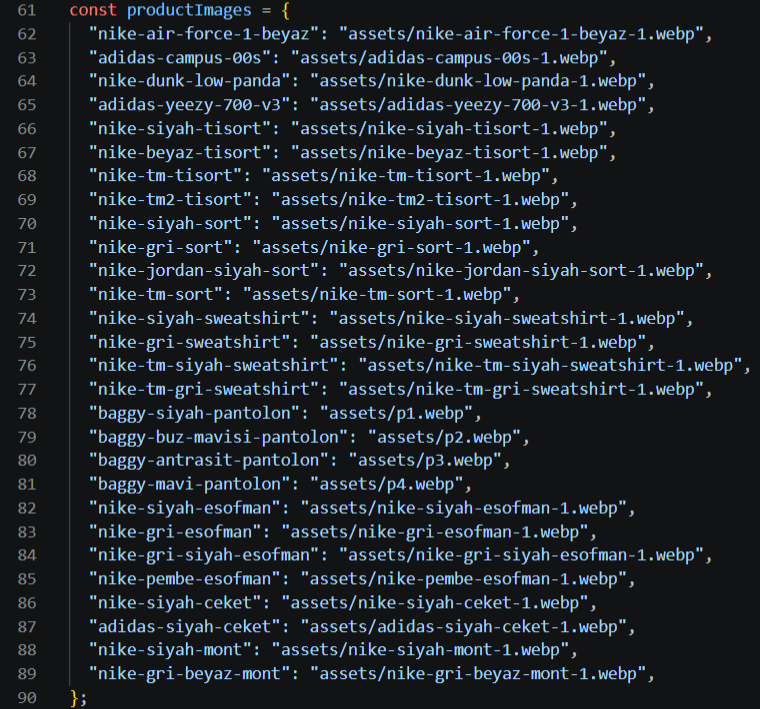 61 const productImages = {
62 "nike-air-force-1-beyaz": "assets/nike-air-force-1-beyaz-1.webp",
63 "adidas-campus-00s": "assets/adidas-campus-00s-1.webp",
64 "nike-dunk-low-panda": "assets/nike-dunk-low-panda-1.webp",
65 "adidas-yeezy-700-v3": "assets/adidas-yeezy-700-v3-1.webp",
66 "nike-siyah-tisort": "assets/nike-siyah-tisort-1.webp",
67 "nike-beyaz-tisort": "assets/nike-beyaz-tisort-1.webp",
68 "nike-tm-tisort": "assets/nike-tm-tisort-1.webp",
69 "nike-tm2-tisort": "assets/nike-tm2-tisort-1.webp",
70 "nike-siyah-sort": "assets/nike-siyah-sort-1.webp",
71 "nike-gri-sort": "assets/nike-gri-sort-1.webp",
72 "nike-jordan-siyah-sort": "assets/nike-jordan-siyah-sort-1.webp",
73 "nike-tm-sort": "assets/nike-tm-sort-1.webp",
74 "nike-siyah-sweatshirt": "assets/nike-siyah-sweatshirt-1.webp",
75 "nike-gri-sweatshirt": "assets/nike-gri-sweatshirt-1.webp",
76 "nike-tm-siyah-sweatshirt": "assets/nike-tm-siyah-sweatshirt-1.webp",
77 "nike-tm-gri-sweatshirt": "assets/nike-tm-gri-sweatshirt-1.webp",
78 "baggy-siyah-pantolon": "assets/p1.webp",
79 "baggy-buz-mavisi-pantolon": "assets/p2.webp",
80 "baggy-antrasit-pantolon": "assets/p3.webp",
81 "baggy-mavi-pantolon": "assets/p4.webp",
82 "nike-siyah-esofman": "assets/nike-siyah-esofman-1.webp",
83 "nike-gri-esofman": "assets/nike-gri-esofman-1.webp",
84 "nike-gri-siyah-esofman": "assets/nike-gri-siyah-esofman-1.webp",
85 "nike-pembe-esofman": "assets/nike-pembe-esofman-1.webp",
86 "nike-siyah-ceket": "assets/nike-siyah-ceket-1.webp",
87 "adidas-siyah-ceket": "assets/adidas-siyah-ceket-1.webp",
88 "nike-siyah-mont": "assets/nike-siyah-mont-1.webp",
89 "nike-gri-beyaz-mont": "assets/nike-gri-beyaz-mont-1.webp",
90 };